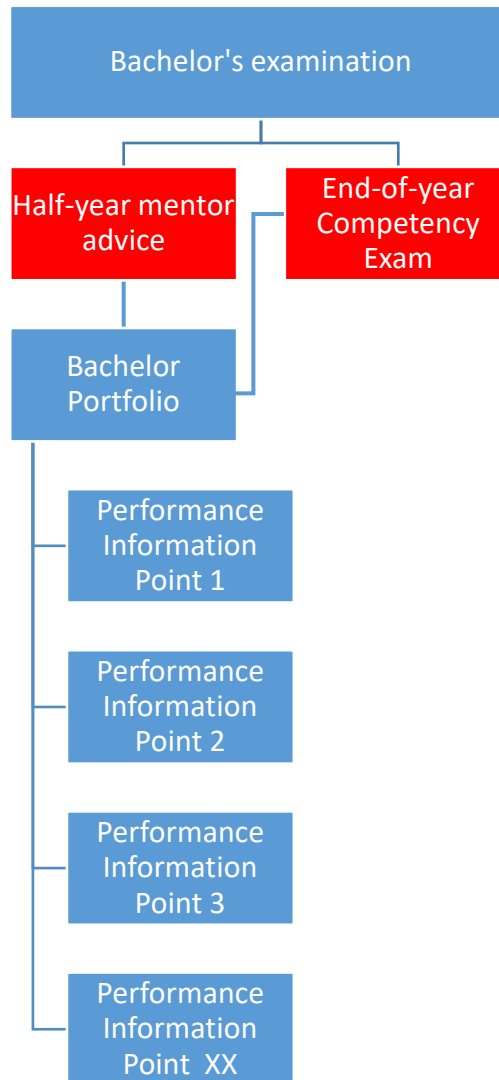 Bachelor's examination
Half-year mentor
advice
End-of-year
Competency
Exam
Bachelor
Portfolio
Performance
Information
Point 1
Performance
Information
Point 2
Performance
Information
Point 3
Performance
Information
Point XX